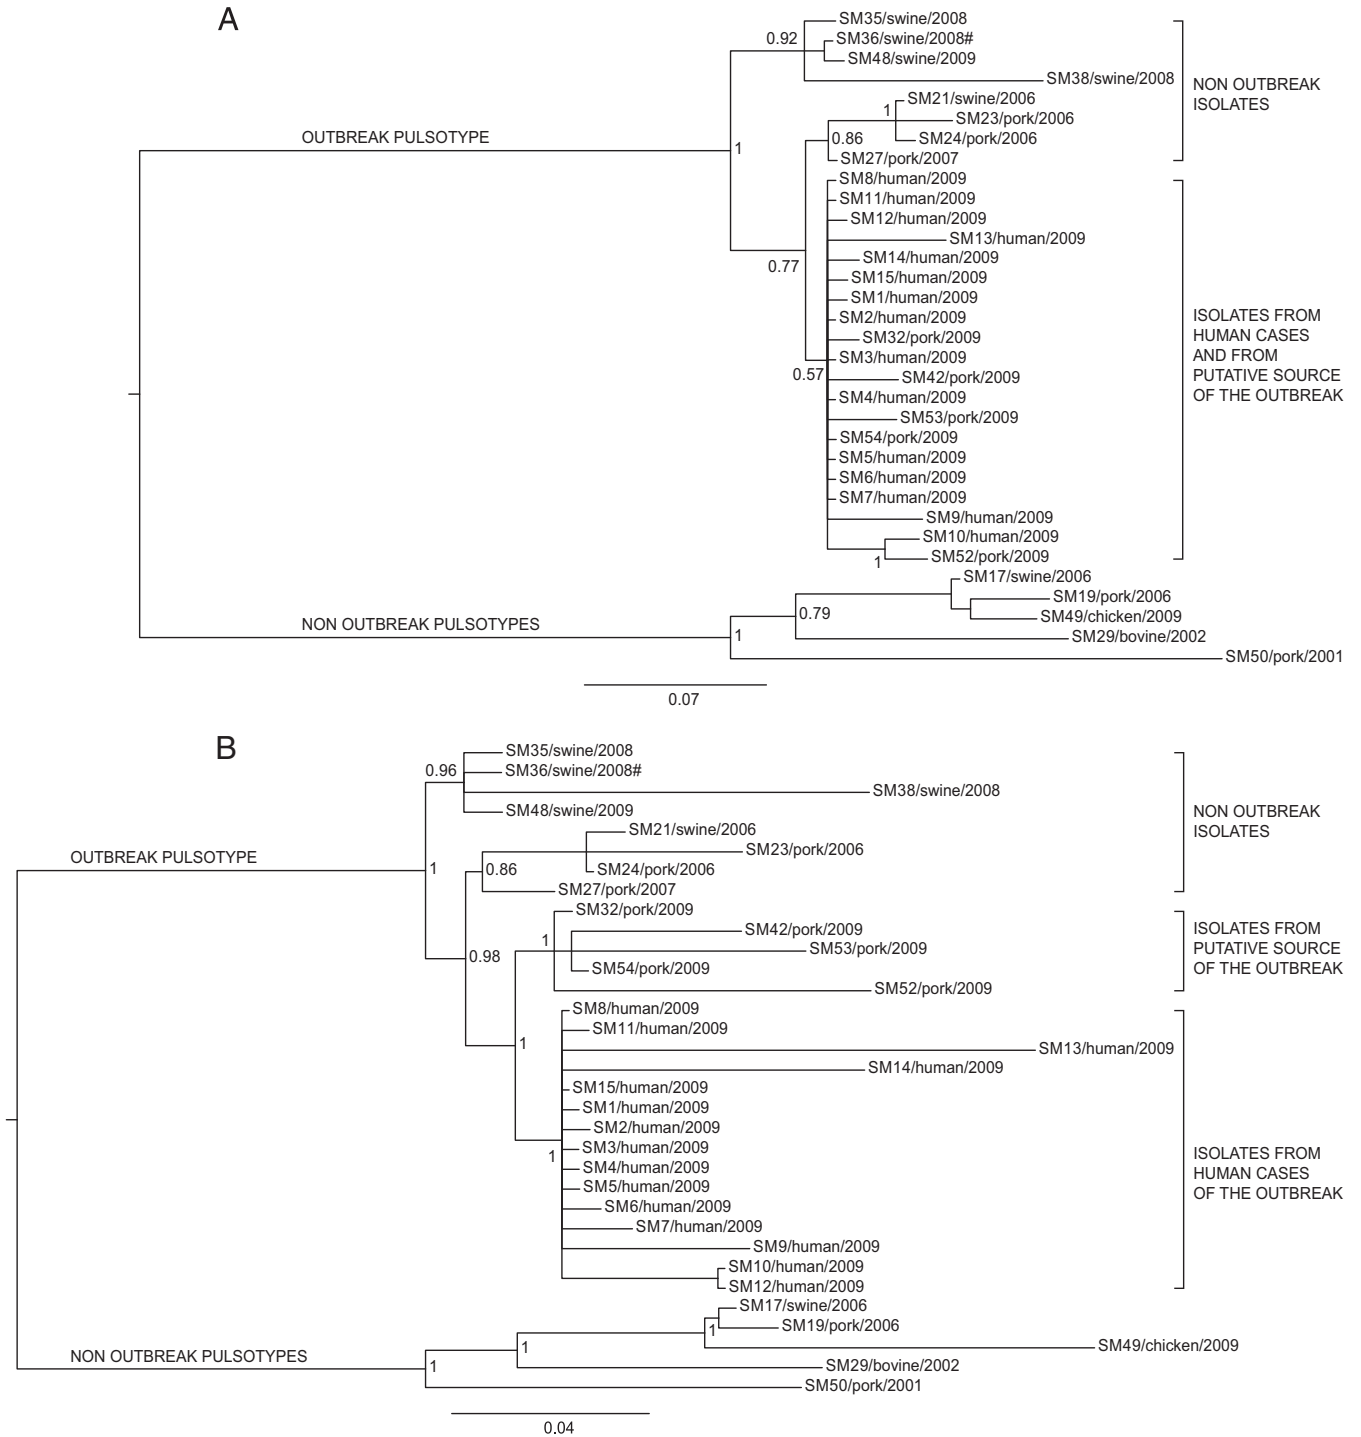 A
SM35/swine/2008
0.92
SM36/swine/2008#
SM48/swine/2009
SM38/swine/2008
NON OUTBREAK
ISOLATES
SM21/swine/2006
1
SM23/pork/2006
OUTBREAK PULSOTYPE
0.86
SM24/pork/2006
1
SM27/pork/2007
SM8/human/2009
SM11/human/2009
SM12/human/2009
SM13/human/2009
0.77
SM14/human/2009
SM15/human/2009
SM1/human/2009
SM2/human/2009
SM32/pork/2009
SM3/human/2009
0.57
SM42/pork/2009
SM4/human/2009
SM53/pork/2009
SM54/pork/2009
SM5/human/2009
SM6/human/2009
SM7/human/2009
SM9/human/2009
SM10/human/2009
1
SM52/pork/2009
ISOLATES FROM
HUMAN CASES
AND FROM
PUTATIVE SOURCE
OF THE OUTBREAK
SM17/swine/2006
SM19/pork/2006
0.79
SM49/chicken/2009
NON OUTBREAK PULSOTYPES
1
SM29/bovine/2002
SM50/pork/2001
0.07
B
SM35/swine/2008
0.96
SM36/swine/2008#
SM38/swine/2008
SM48/swine/2009
NON OUTBREAK
ISOLATES
SM21/swine/2006
SM23/pork/2006
OUTBREAK PULSOTYPE
1
0.86
SM24/pork/2006
SM27/pork/2007
SM32/pork/2009
SM42/pork/2009
1
SM53/pork/2009
0.98
SM54/pork/2009
SM52/pork/2009
ISOLATES FROM
PUTATIVE SOURCE
OF THE OUTBREAK
SM8/human/2009
SM11/human/2009
1
SM13/human/2009
SM14/human/2009
SM15/human/2009
SM1/human/2009
SM2/human/2009
SM3/human/2009
1
SM4/human/2009
SM5/human/2009
SM6/human/2009
SM7/human/2009
SM9/human/2009
SM10/human/2009
SM12/human/2009
ISOLATES FROM
HUMAN CASES
OF THE OUTBREAK
SM17/swine/2006
1
SM19/pork/2006
1
SM49/chicken/2009
NON OUTBREAK PULSOTYPES
1
SM29/bovine/2002
SM50/pork/2001
0.04